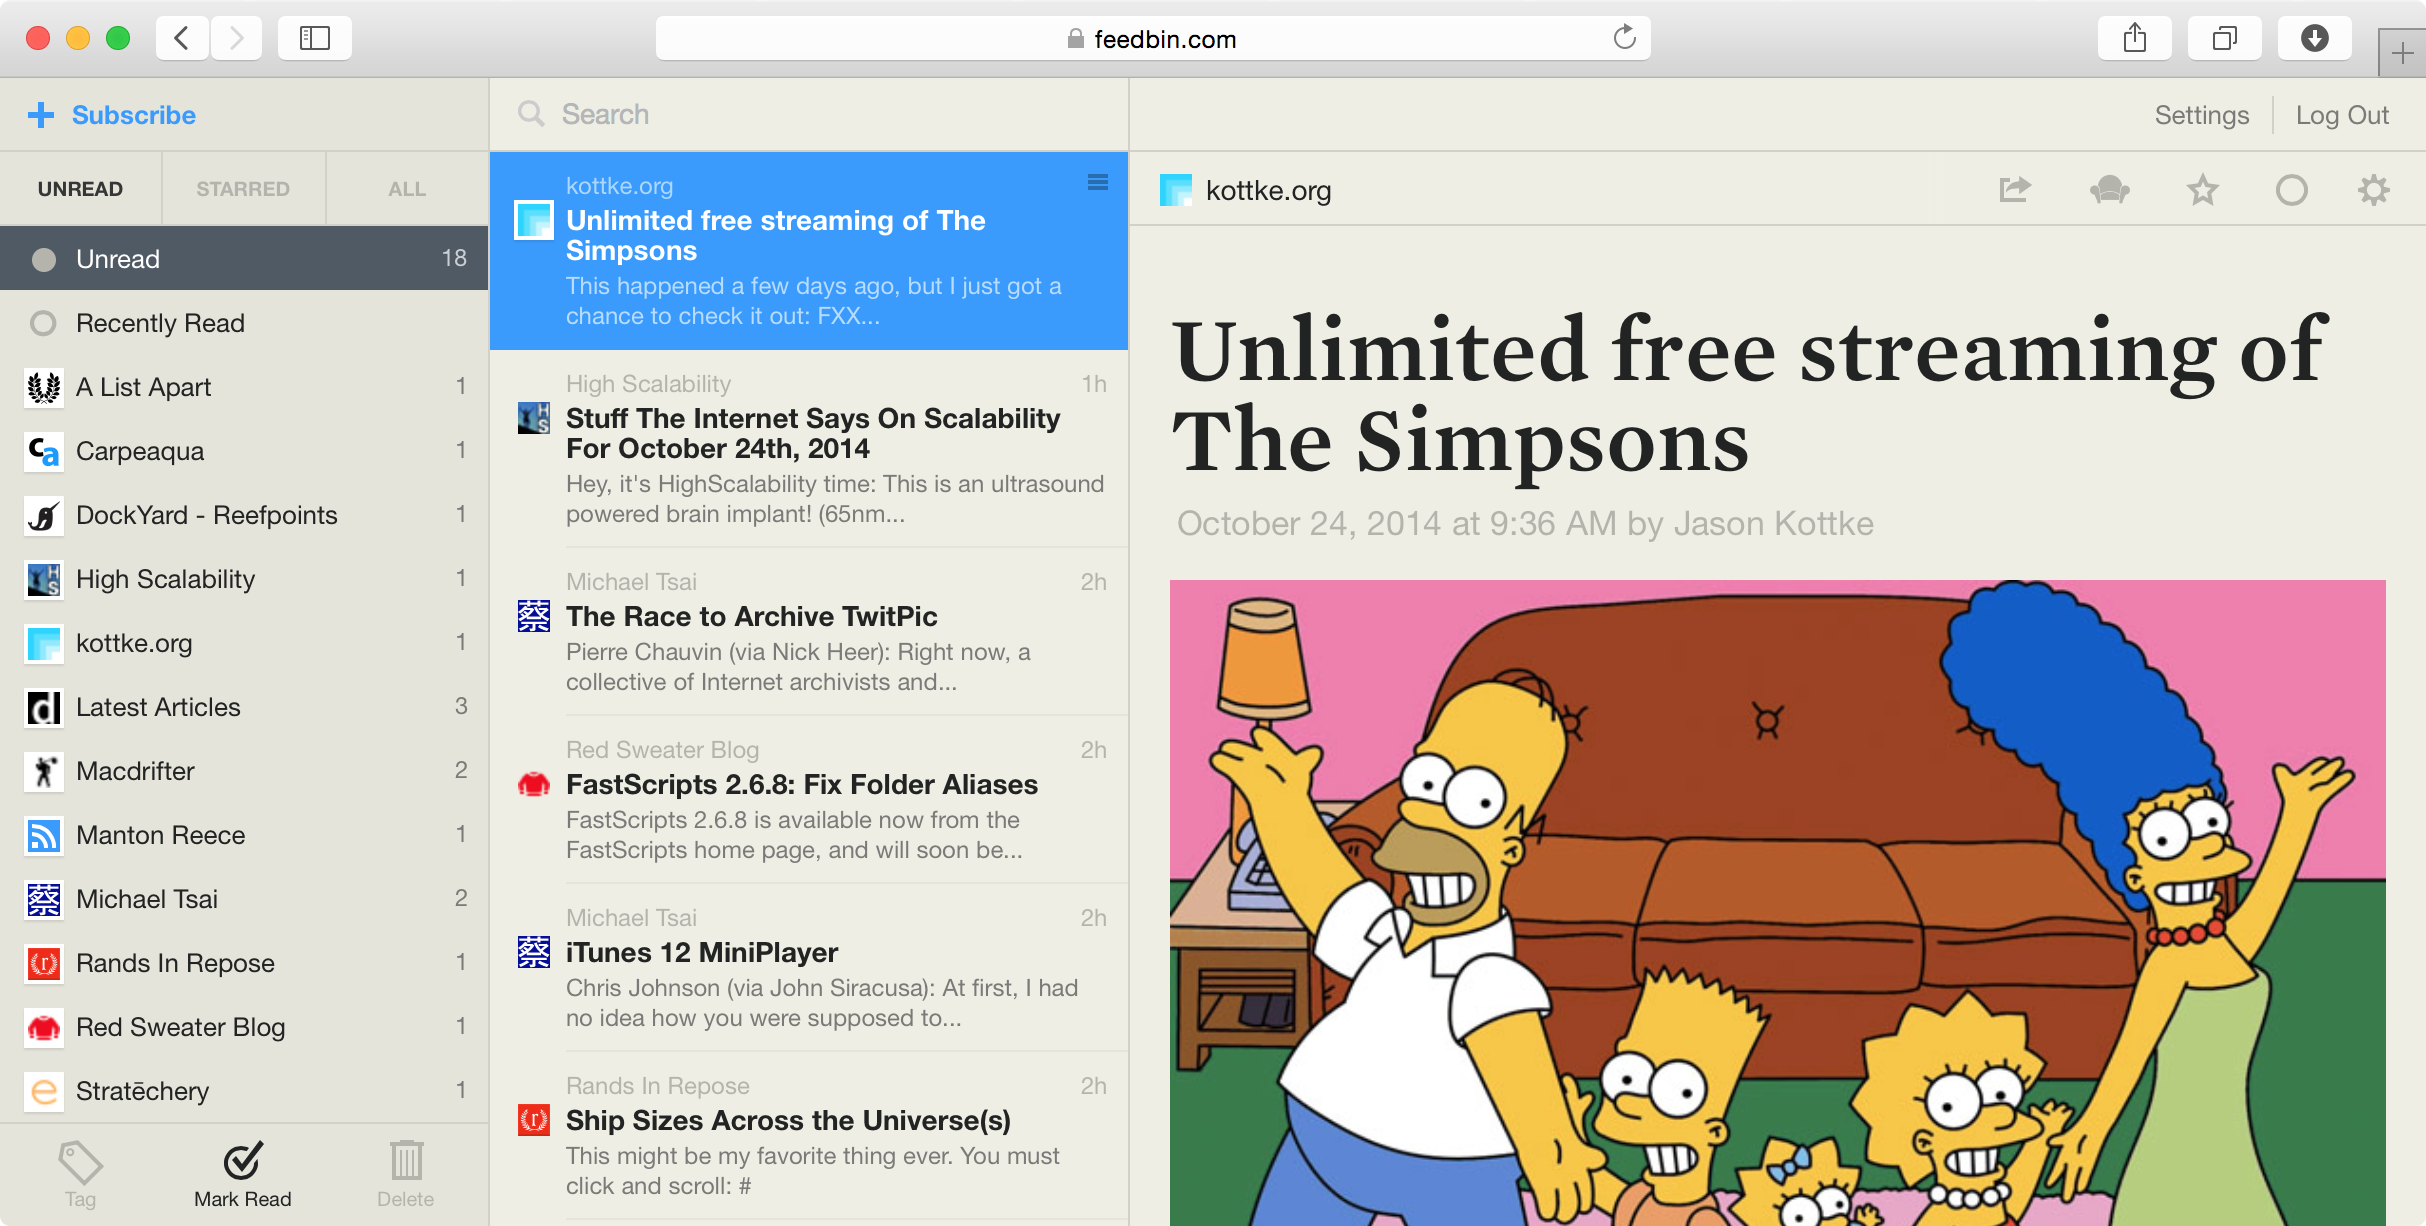 feedbin.com
Subscribe
Search
Settings
Log Out
UNREAD
STARRED
ALL
Unread 18
Recently Read
A List Apart 1
Carpeaqua 1
DockYard - Reefpoints 1
High Scalability 1
kottke.org 1
Latest Articles 3
Macdrifter 2
Manton Reece 1
Michael Tsai 2
Rands In Repose 1
Red Sweater Blog 1
Stratēchery 1
Tag
Mark Read
Delete
kottke.org
Unlimited free streaming of The
Simpsons
This happened a few days ago, but I just got a
chance to check it out: FXX...
High Scalability 1h
Stuff The Internet Says On Scalability
For October 24th, 2014
Hey, it's HighScalability time: This is an ultrasound
powered brain implant! (65nm...
Michael Tsai 2h
蔡
The Race to Archive TwitPic
Pierre Chauvin (via Nick Heer): Right now, a
collective of Internet archivists and...
Red Sweater Blog 2h
FastScripts 2.6.8: Fix Folder Aliases
FastScripts 2.6.8 is available now from the
FastScripts home page, and will soon be...
Michael Tsai 2h
蔡
iTunes 12 MiniPlayer
Chris Johnson (via John Siracusa): At first, I had
no idea how you were supposed to...
Rands In Repose 2h
Ship Sizes Across the Universe(s)
This might be my favorite thing ever. You must
click and scroll: #
kottke.org
Unlimited free streaming of
The Simpsons
October 24, 2014 at 9:36 AM by Jason Kottke